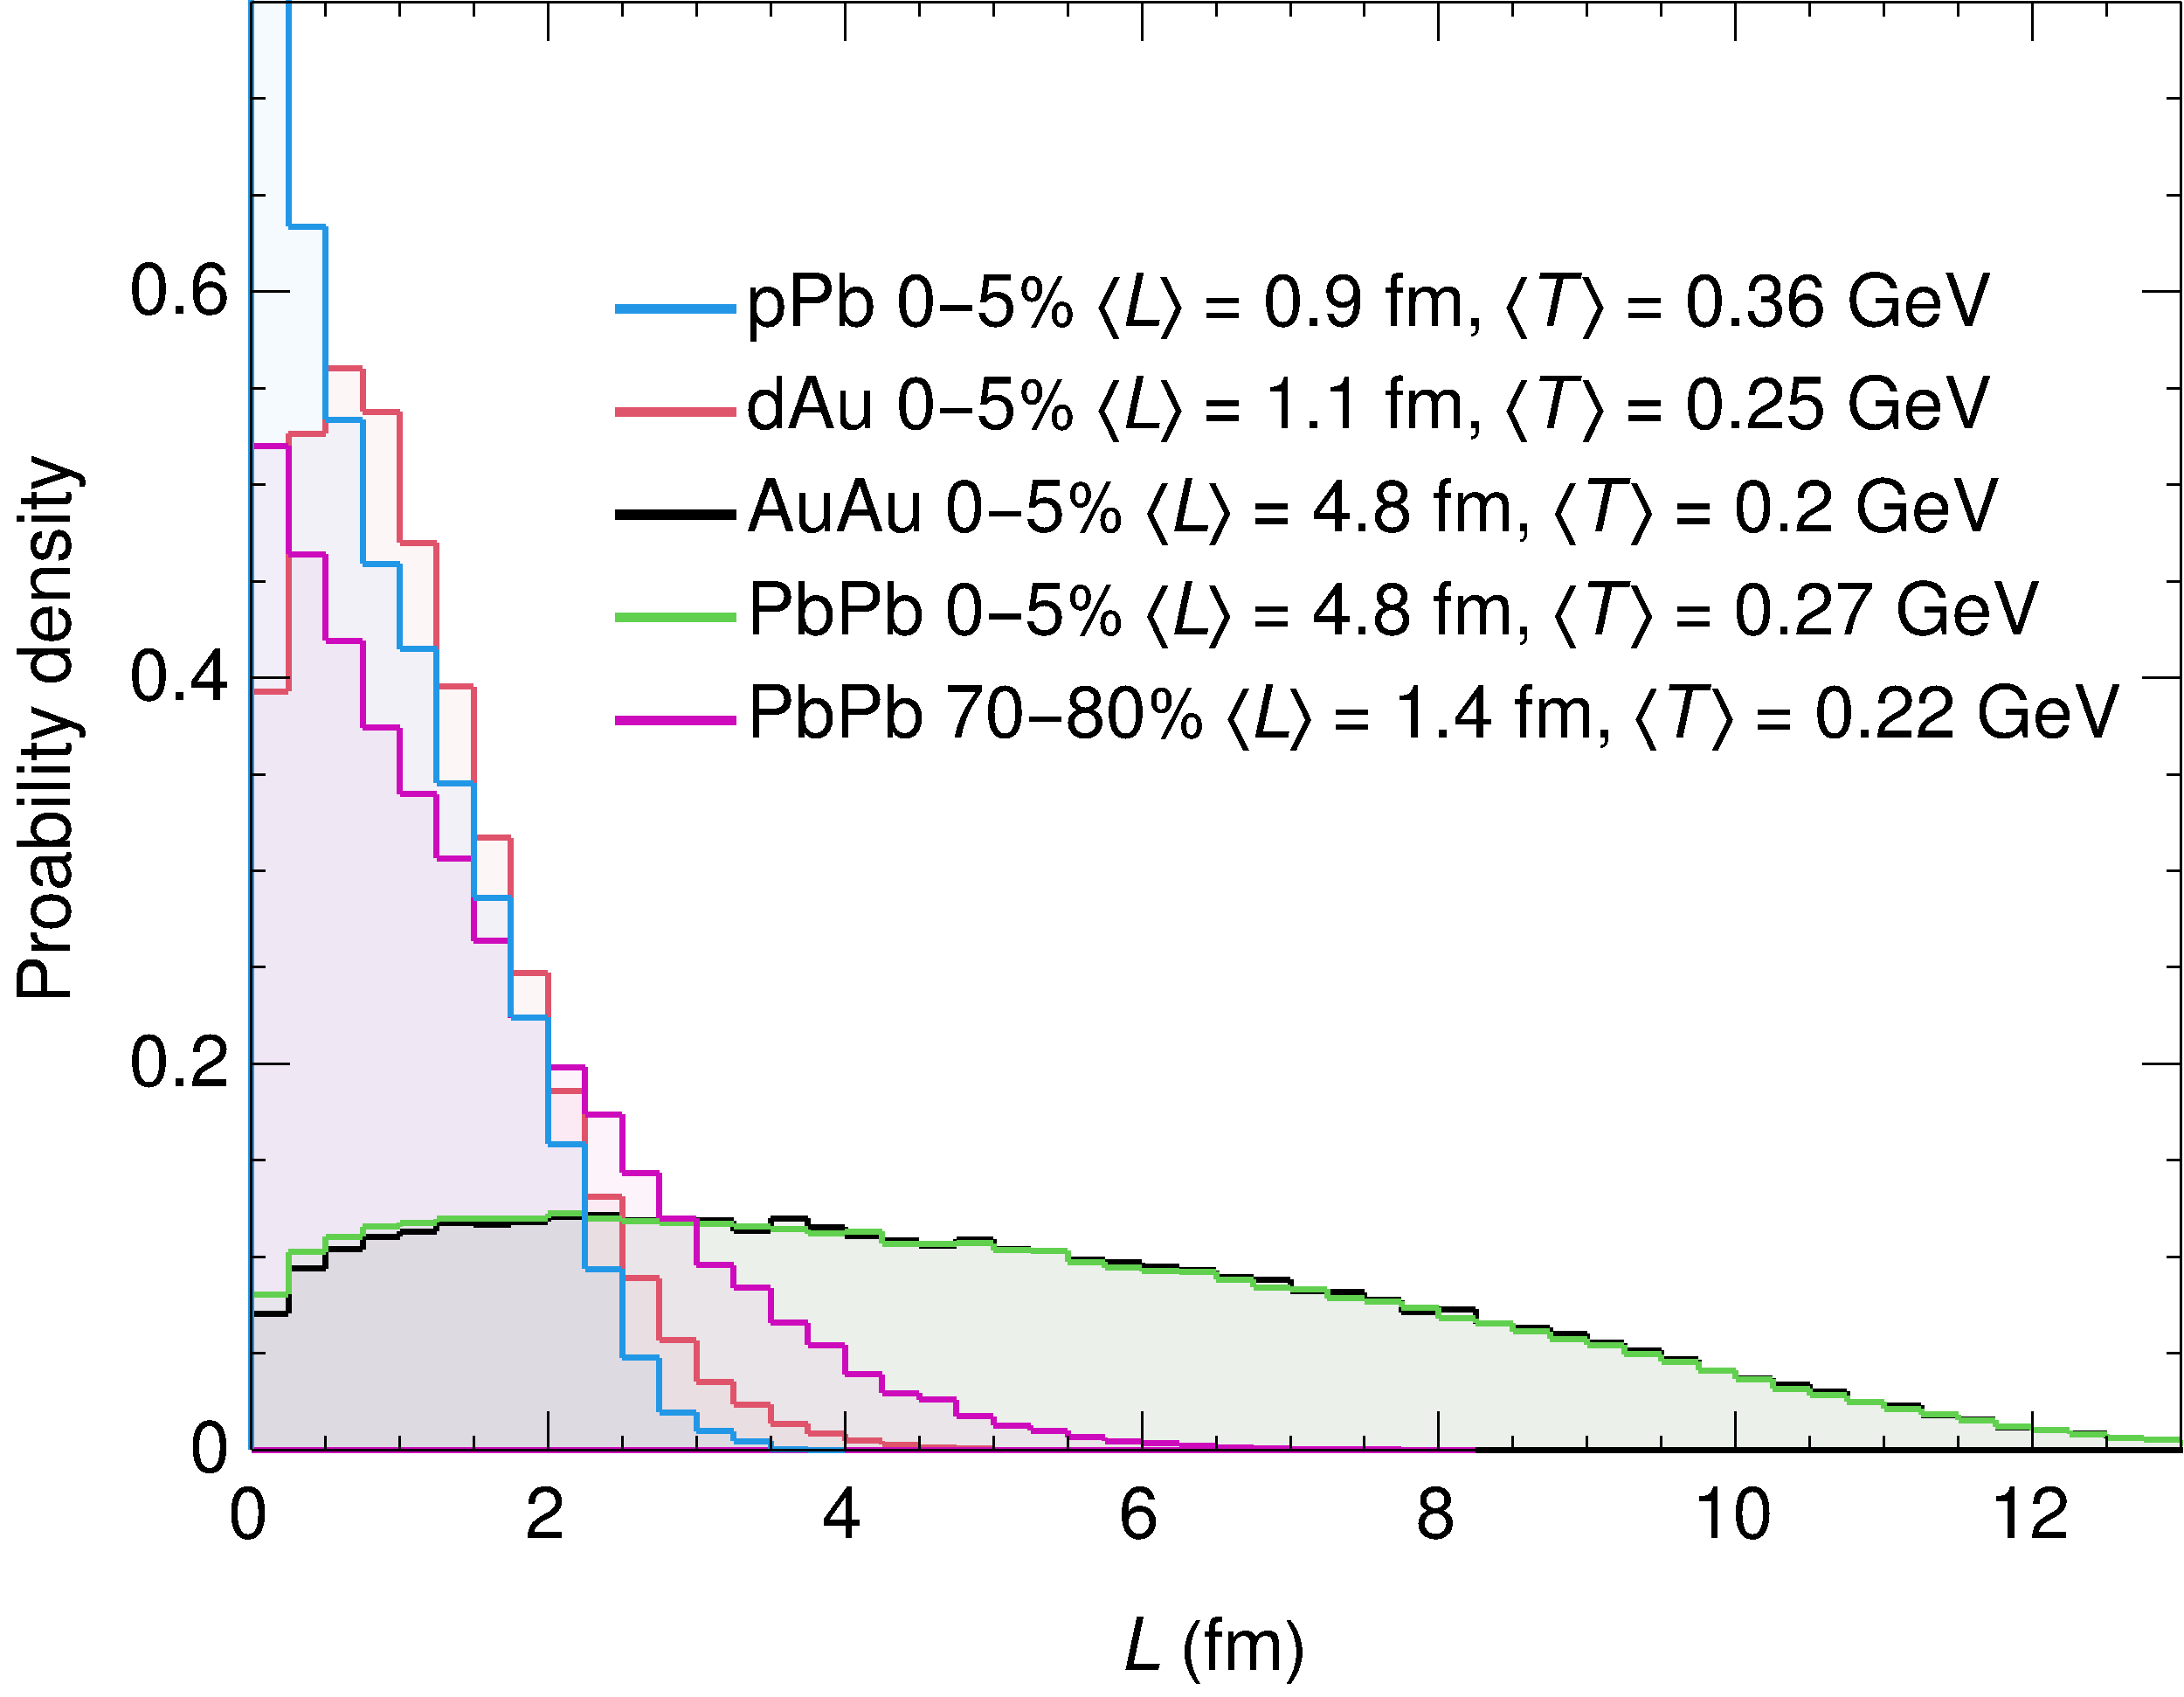 Proability density
0.6
0.4
0.2
0
pPb 0−5% ⟨L⟩ = 0.9 fm, ⟨T⟩ = 0.36 GeV
dAu 0−5% ⟨L⟩ = 1.1 fm, ⟨T⟩ = 0.25 GeV
AuAu 0−5% ⟨L⟩ = 4.8 fm, ⟨T⟩ = 0.2 GeV
PbPb 0−5% ⟨L⟩ = 4.8 fm, ⟨T⟩ = 0.27 GeV
PbPb 70−80% ⟨L⟩ = 1.4 fm, ⟨T⟩ = 0.22 GeV
0 2 4 6 8 10 12
L (fm)